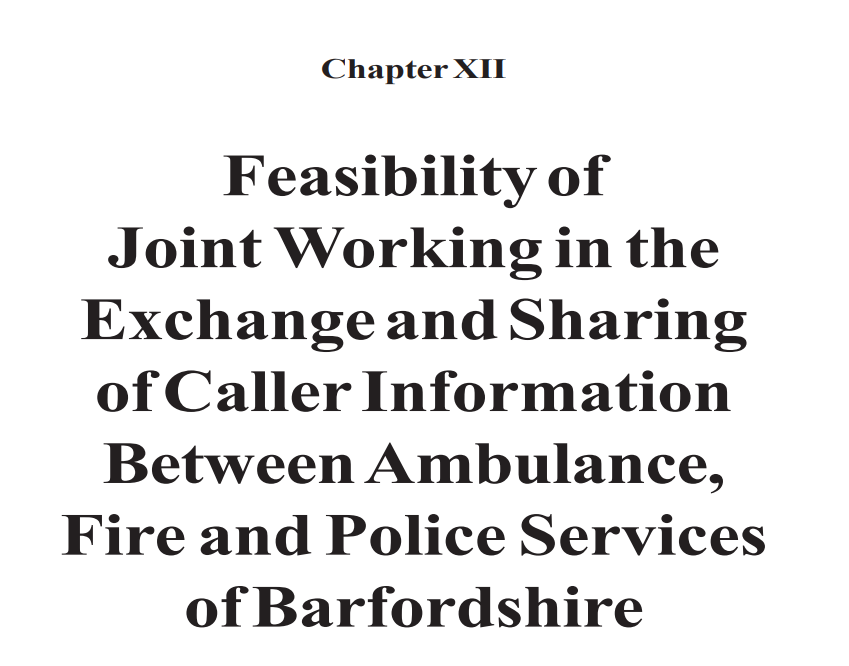 Chapter XII
Feasibility of
Joint Working in the
Exchange and Sharing
of Caller Information
Between Ambulance,
Fire and Police Services
of Barfordshire